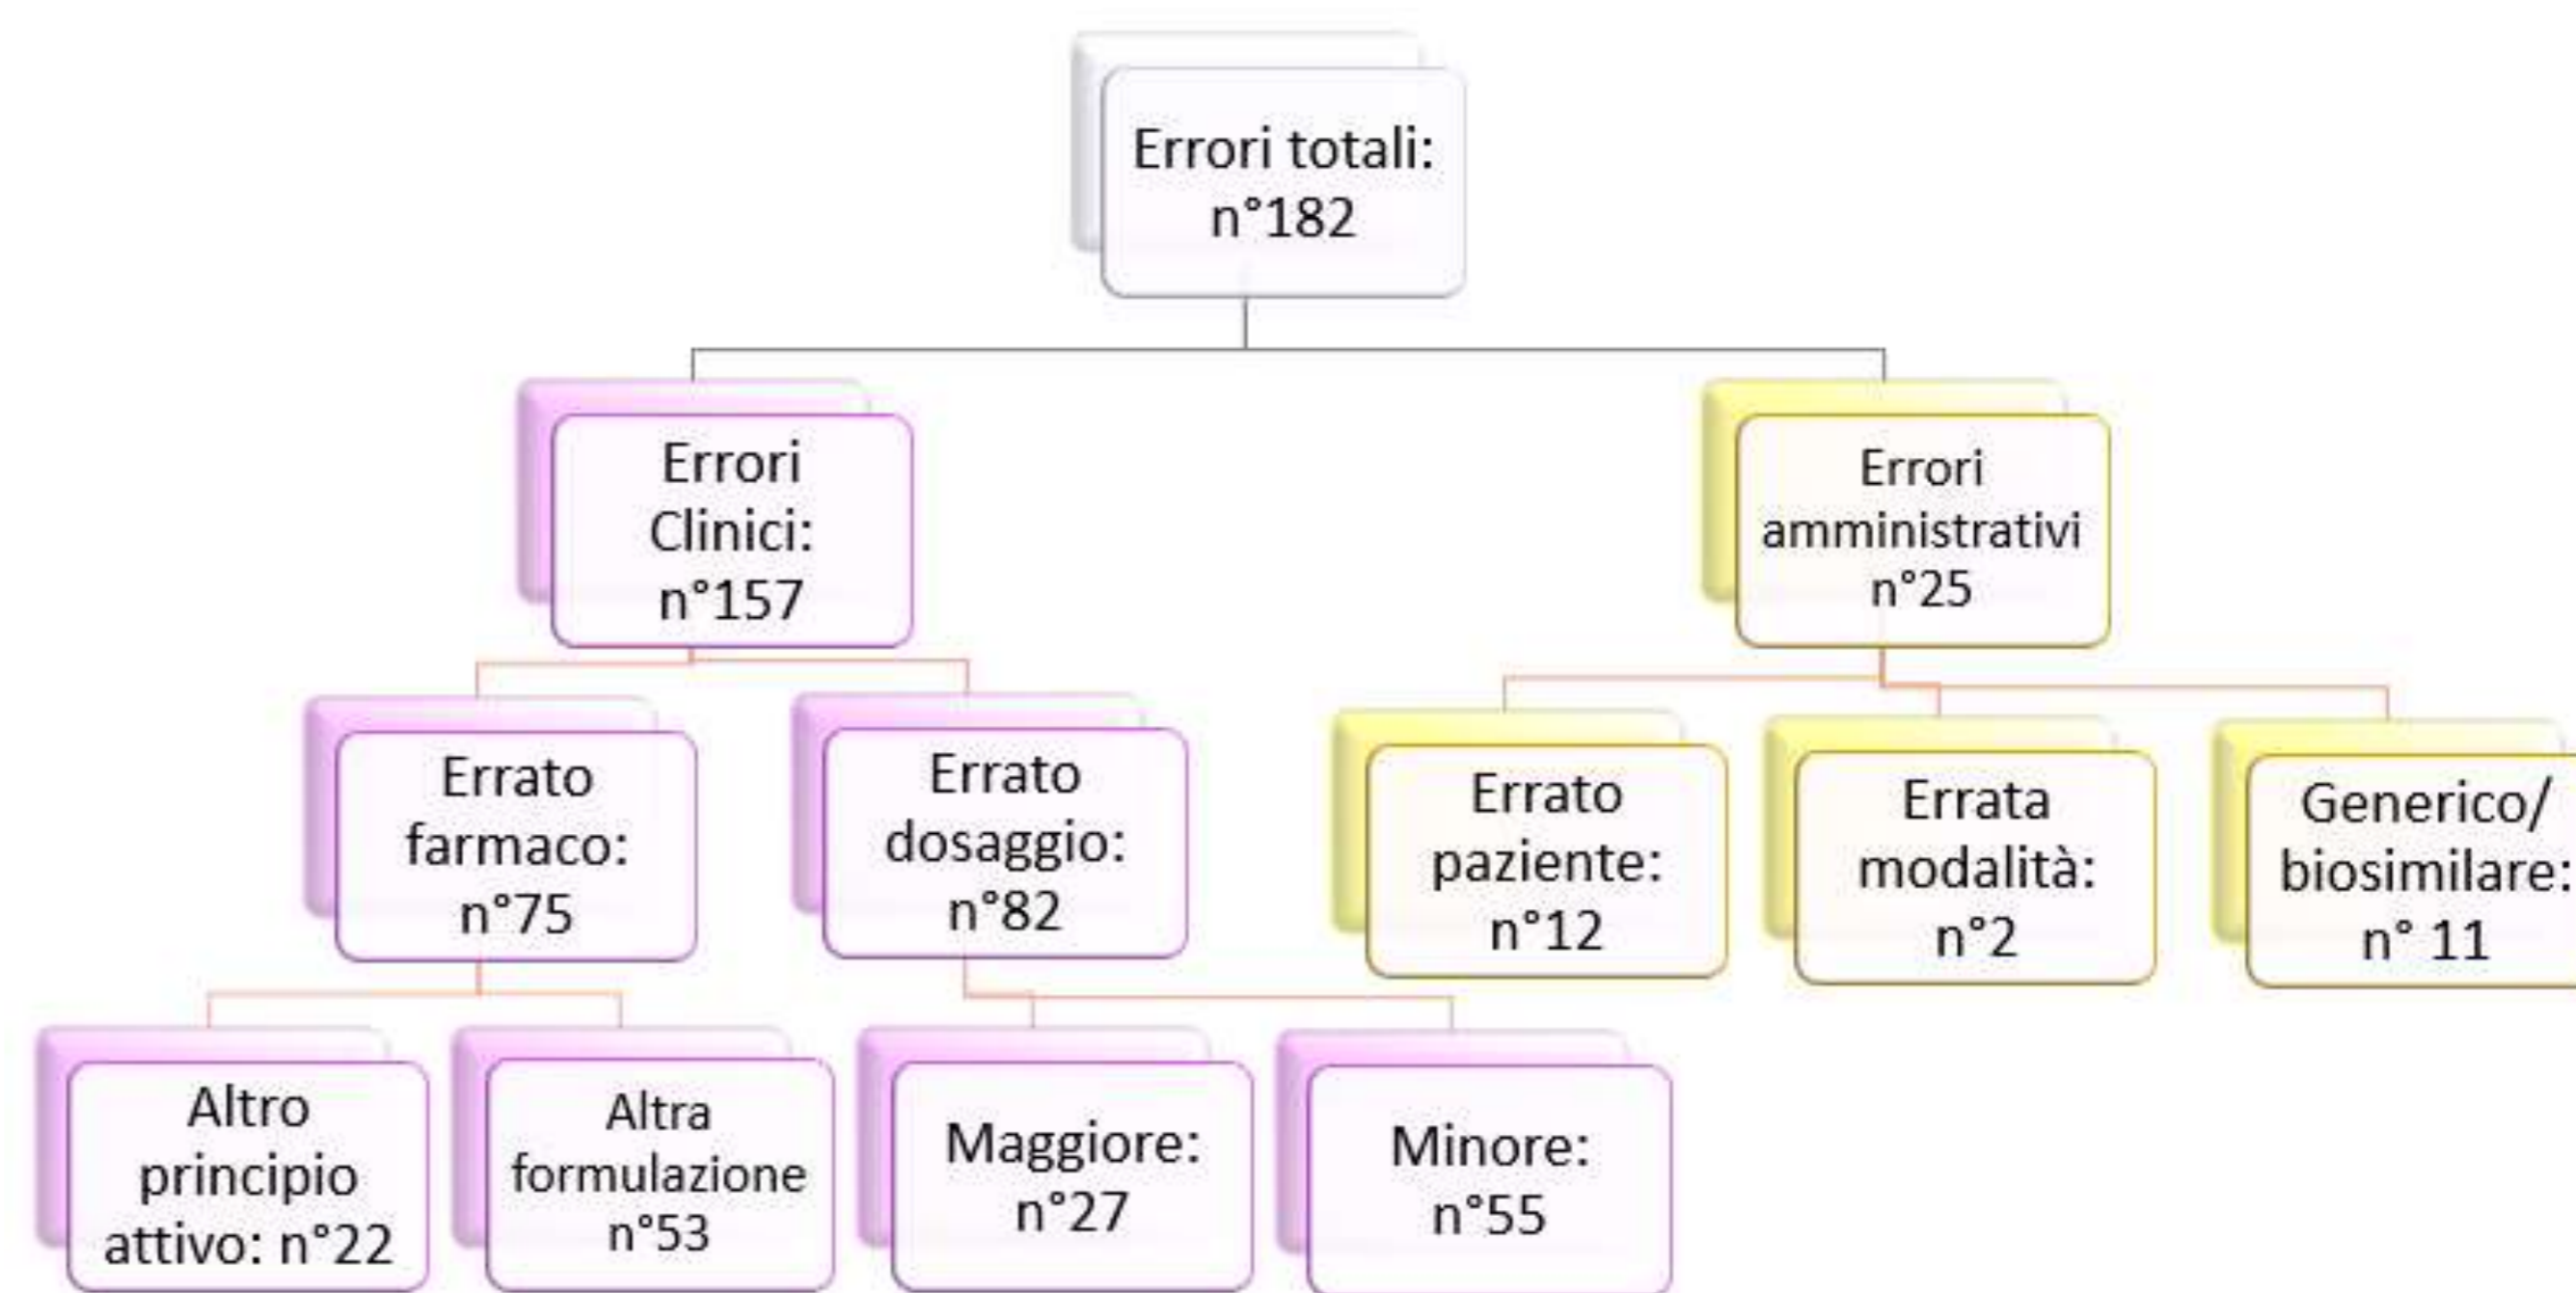 Errori totali:
n°182
Errori
Clinici:
n°157
Errori
amministrativi
n°25
Errato
farmaco:
n°75
Errato
dosaggio:
n°82
Errato
paziente:
n°12
Errata
modalità:
n°2
Generico/
biosimilare:
n° 11
Altro
principio
attivo: n°22
Altra
formulazione
n°53
Maggiore:
n°27
Minore:
n°55